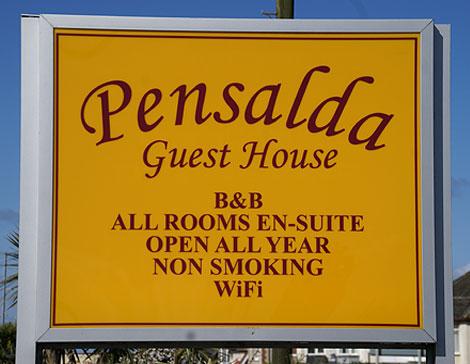 Pensalda
Guest House
B&B
ALL ROOMS EN-SUITE
OPEN ALL YEAR
NON SMOKING
WiFi